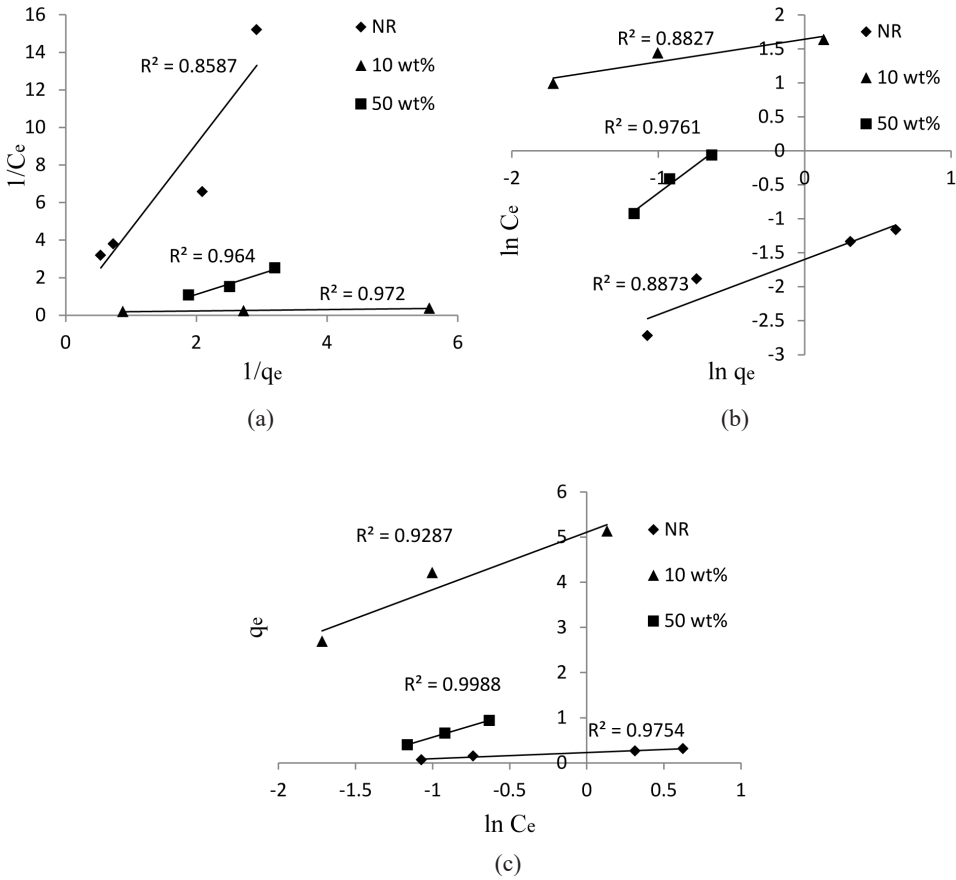 16
14
12
10
8
6
4
2
0
0
2
4
6
1/Ce
1/qe
R² = 0.8587
R² = 0.964
R² = 0.972
NR
10 wt%
50 wt%
(a)
2
1.5
1
0.5
0
-0.5
-1
-1.5
-2
-2.5
-3
-2
-1
0
1
ln Ce
ln qe
R² = 0.8827
R² = 0.9761
R² = 0.8873
NR
10 wt%
50 wt%
(b)
6
5
4
3
2
1
0
-2
-1.5
-1
-0.5
0
0.5
1
qe
ln Ce
R² = 0.9287
R² = 0.9988
R² = 0.9754
NR
10 wt%
50 wt%
(c)